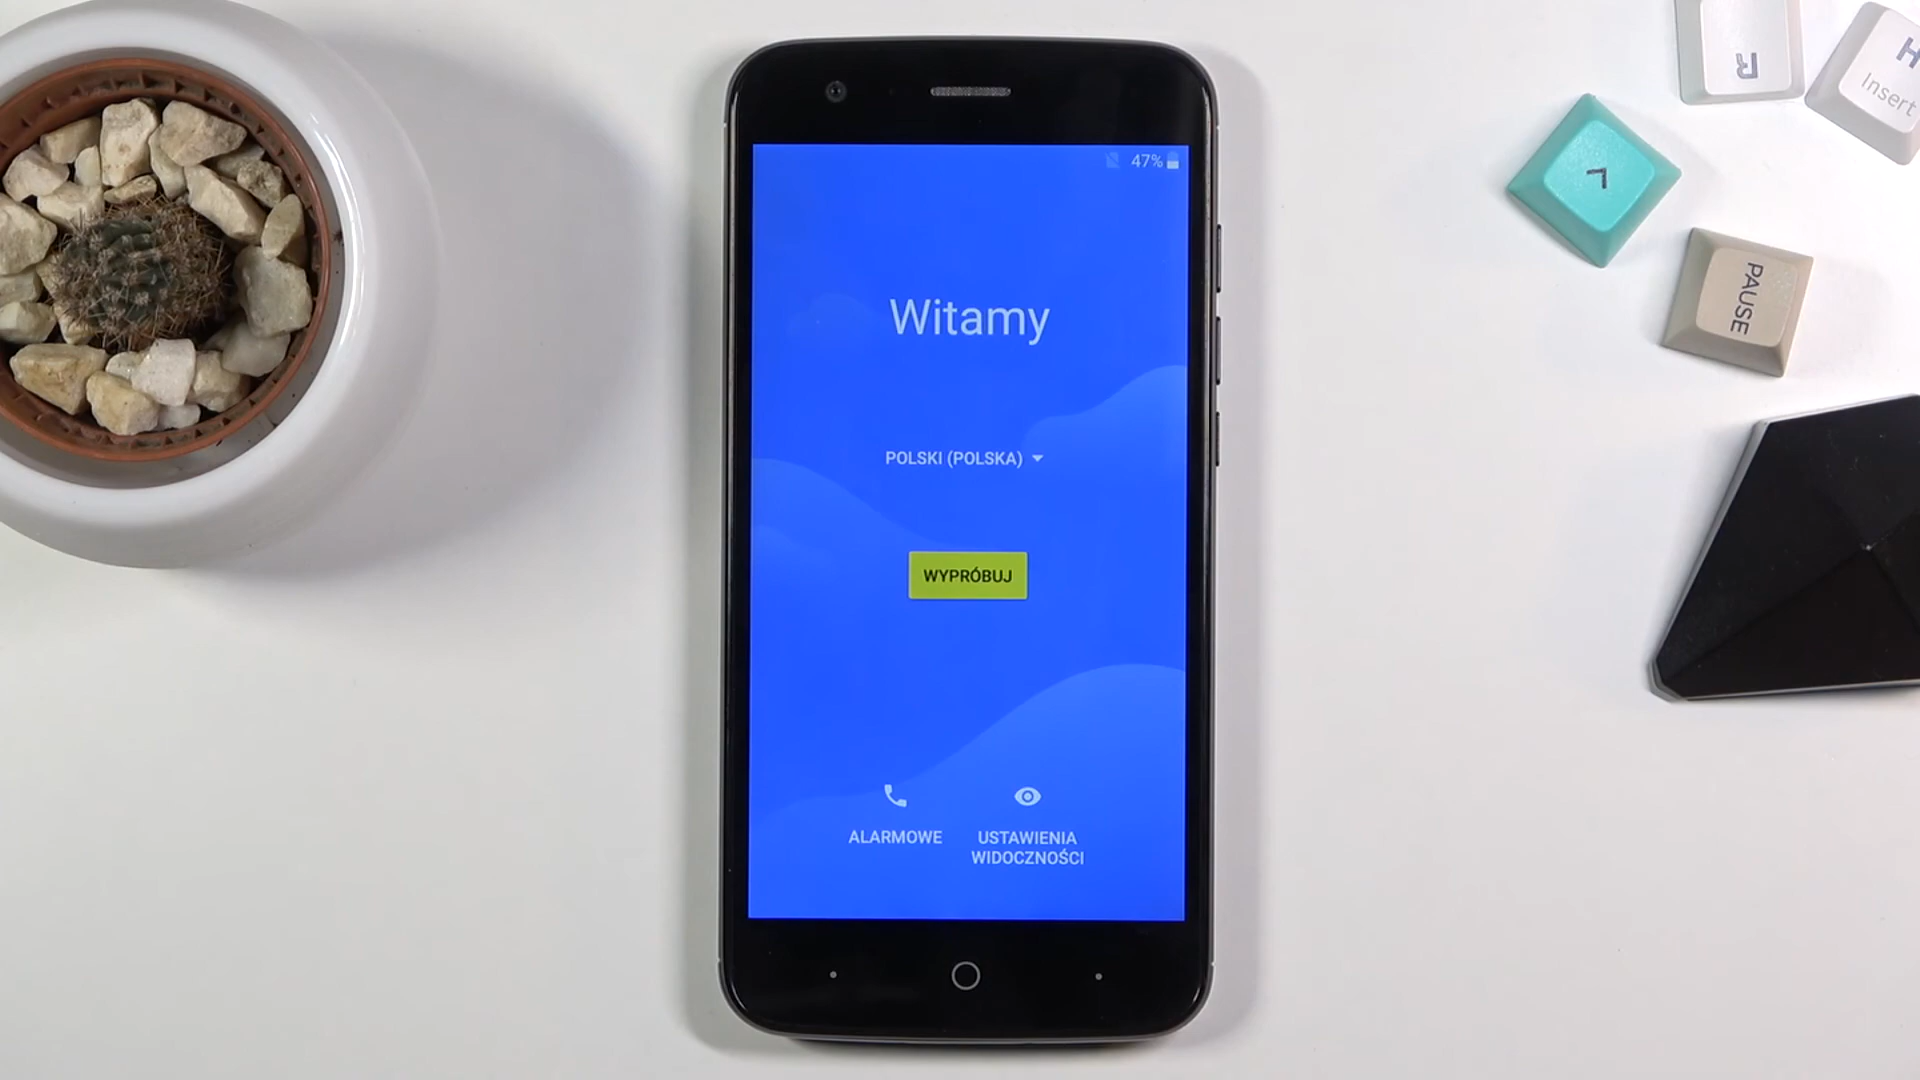 47%
Witamy
POLSKI (POLSKA)
WYPRÓBUJ
ALARMOWE
USTAWIENIA
WIDOCZNOŚCI
R
H
Insert
^
PAUSE